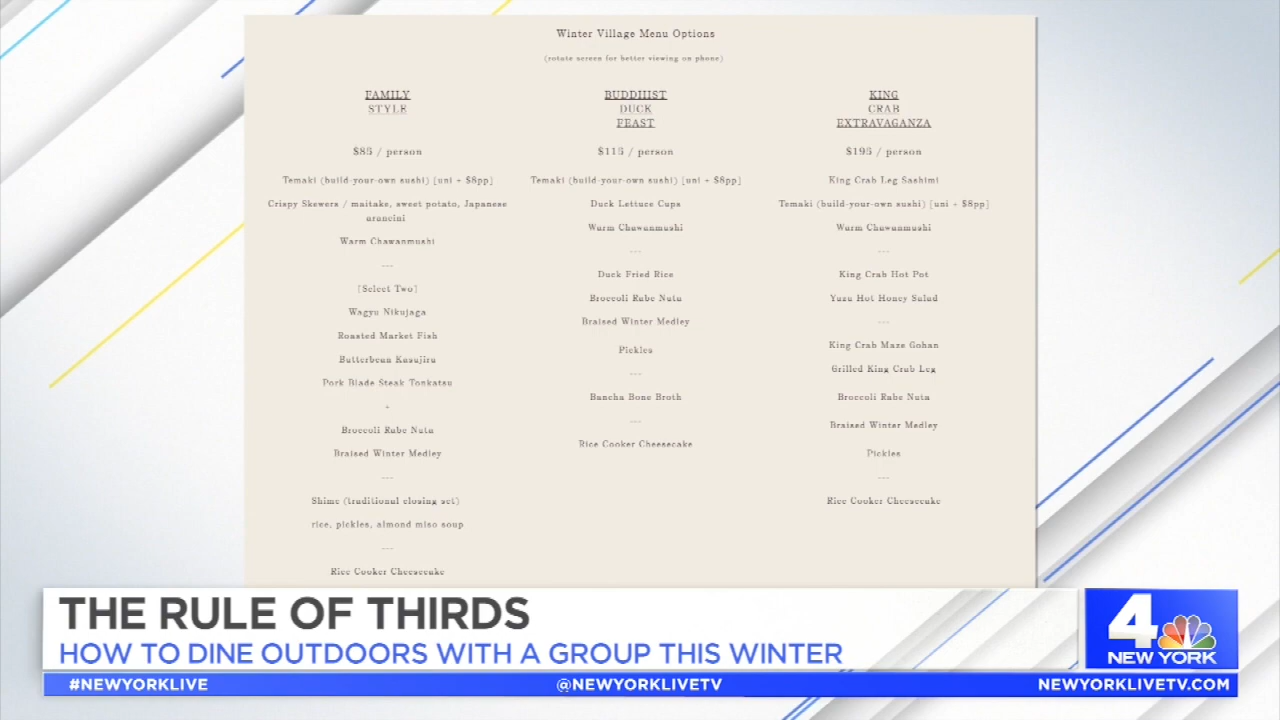 Winter Village Menu Options
(rotate screen for better viewing on phone)
FAMILY
STYLE
$85 / person
Temaki (build-your-own sushi) [uni + $8pp]
Crispy Skewers / maitake, sweet potato, Japanese
arancini
Warm Chawanmushi
---
[Select Two]
Wagyu Nikujaga
Roasted Market Fish
Butterbean Kasujiru
Pork Blade Steak Tonkatsu
+
Broccoli Rabe Nuta
Braised Winter Medley
---
Shime (traditional closing set)
rice, pickles, almond miso soup
---
Rice Cooker Cheesecake
BUDDHIST
DUCK
FEAST
$115 / person
Temaki (build-your-own sushi) [uni + $8pp]
Duck Lettuce Cups
Warm Chawanmushi
---
Duck Fried Rice
Broccoli Rabe Nuta
Braised Winter Medley
Pickles
---
Bancha Bone Broth
---
Rice Cooker Cheesecake
KING
CRAB
EXTRAVAGANZA
$195 / person
King Crab Leg Sashimi
Temaki (build-your-own sushi) [uni + $8pp]
Warm Chawanmushi
---
King Crab Hot Pot
Yuzu Hot Honey Salad
---
King Crab Maze Gohan
Grilled King Crab Leg
Broccoli Rabe Nuta
Braised Winter Medley
Pickles
---
Rice Cooker Cheesecake
THE RULE OF THIRDS
HOW TO DINE OUTDOORS WITH A GROUP THIS WINTER
4
NEW YORK
#NEWYORKLIVE
@NEWYORKLIVETV
NEWYORKLIVETV.COM